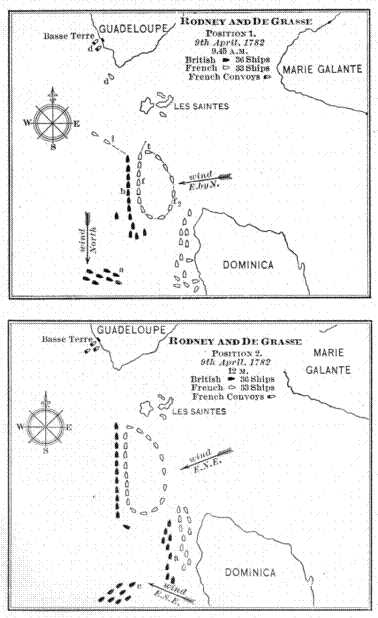 GUADELOUPE
RODNEY AND DE GRASSE
Basse Terre
POSITION 1.
9th April, 1782
9.45 A.M.
British 36 Ships
French 33 Ships
French Convoys
d
d
MARIE GALANTE
LES SAINTES
W E
S
f
t
wind
E.byN.
b
f
f2
wind
North
a
DOMINICA
GUADELOUPE
Basse Terre
RODNEY AND DE GRASSE
POSITION 2.
9th April, 1782
12 M.
British 36 Ships
French 33 Ships
French Convoys
MARIE
GALANTE
LES SAINTES
W E
S
wind
E.N.E.
a
DOMINICA
c
wind
E.S.E.